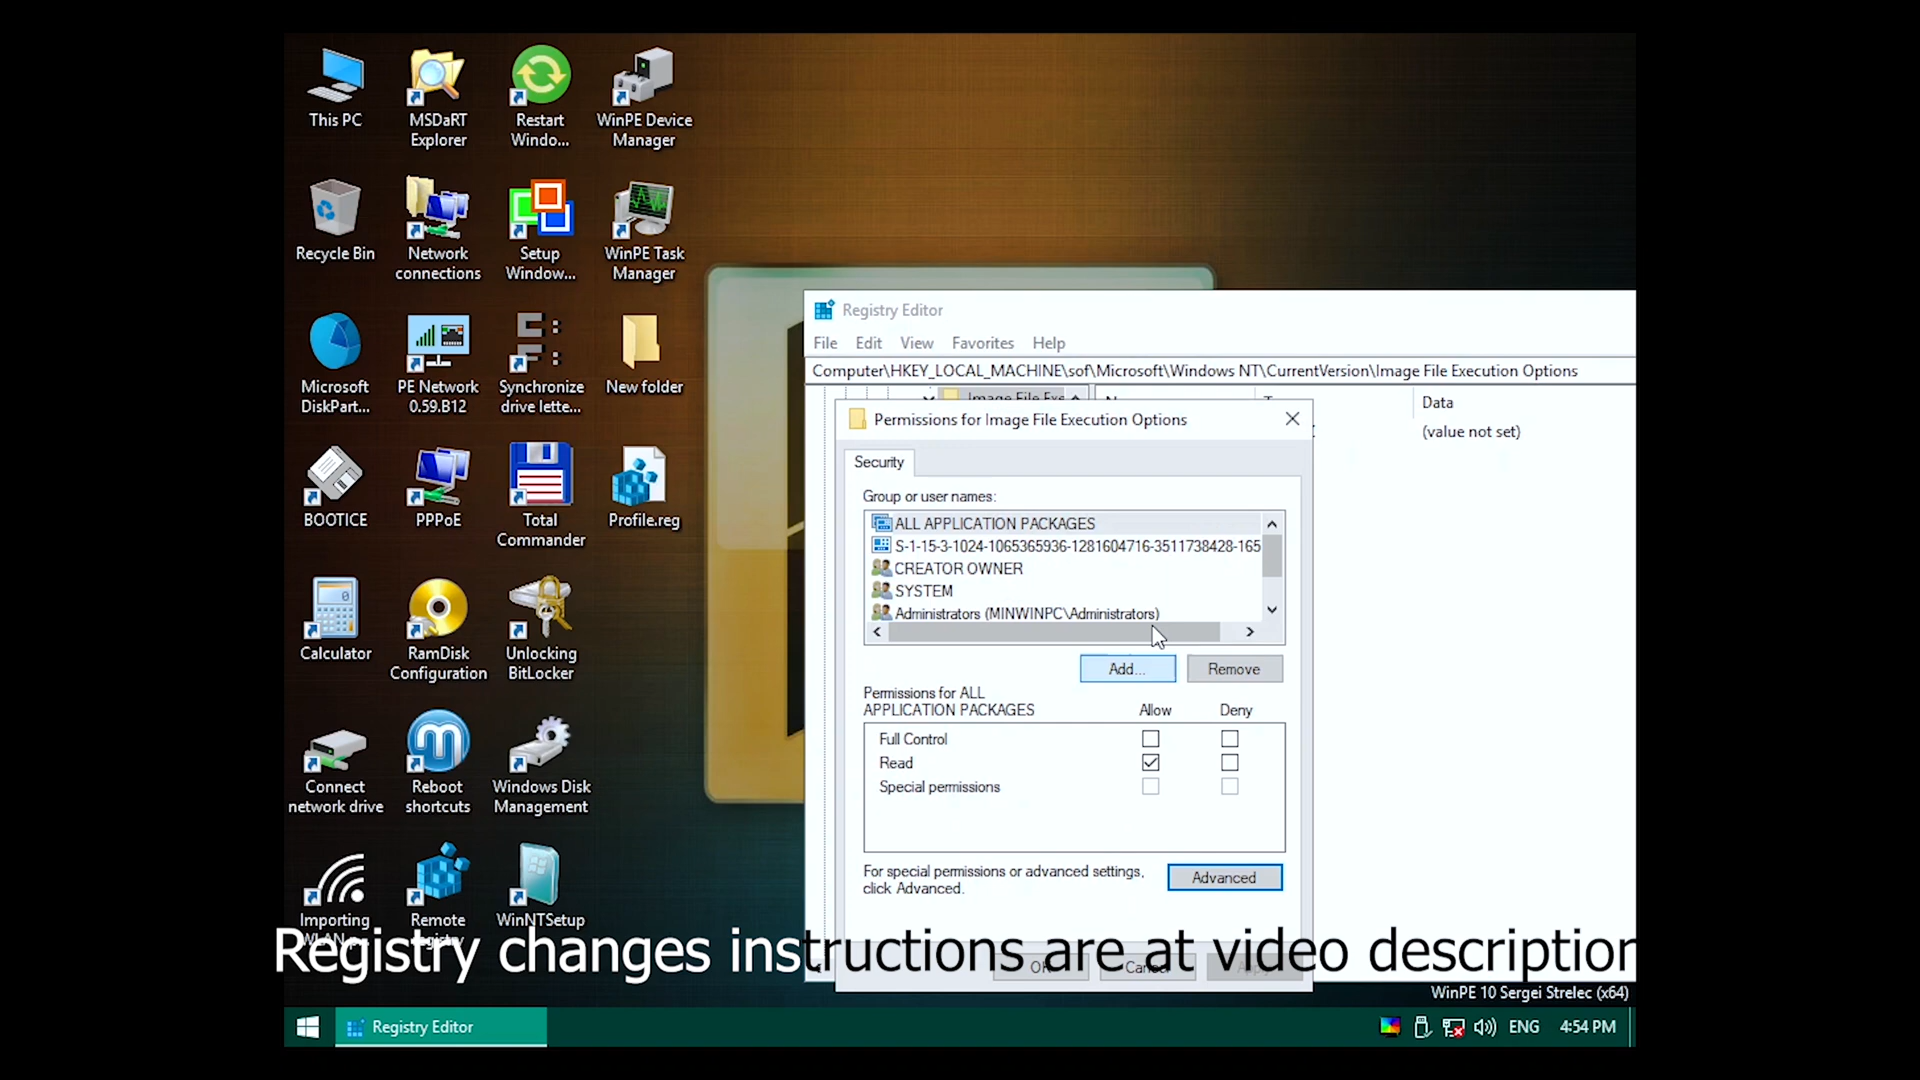 This PC
MSDaRT
Explorer
Restart
Windo...
WinPE Device
Manager
Recycle Bin
Network
connections
Setup
Window...
WinPE Task
Manager
Microsoft
DiskPart...
PE Network
0.59.B12
Synchronize
drive lette...
New folder
BOOTICE
PPPoE
Total
Commander
Profile.reg
Calculator
RamDisk
Configuration
Unlocking
BitLocker
Connect
network drive
Reboot
shortcuts
Windows Disk
Management
Importing
Remote
registry
WinNTSetup
Registry Editor
File Edit View Favorites Help
Computer\HKEY_LOCAL_MACHINE\sof\Microsoft\Windows NT\CurrentVersion\Image File Execution Options
Image File Exe
Data
(value not set)
Permissions for Image File Execution Options
Security
Group or user names:
ALL APPLICATION PACKAGES
S-1-15-3-1024-1065365936-1281604716-3511738428-165
CREATOR OWNER
SYSTEM
Administrators (MINWINPC\Administrators)
Add...
Remove
Permissions for ALL
APPLICATION PACKAGES
Allow
Deny
Full Control
Read
Special permissions
For special permissions or advanced settings,
click Advanced.
Advanced
OK
Cancel
Registry changes instructions are at video description
WinPE 10 Sergei Strelec (x64)
Registry Editor
ENG
4:54 PM